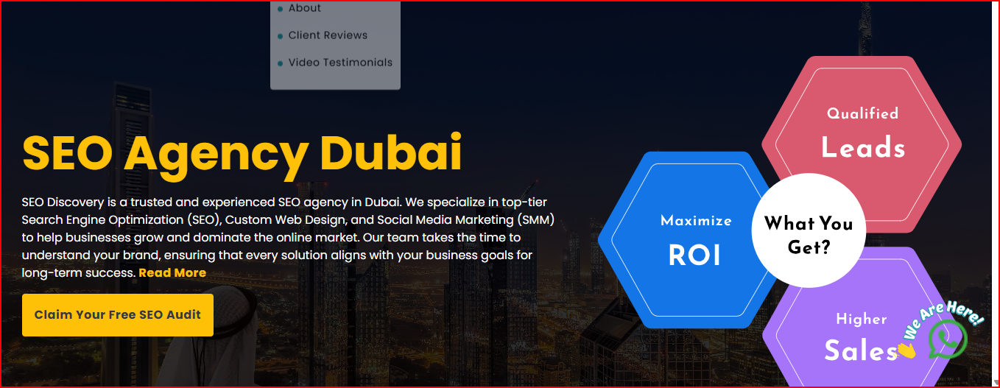 About
Client Reviews
Video Testimonials
SEO Agency Dubai
SEO Discovery is a trusted and experienced SEO agency in Dubai. We specialize in top-tier
Search Engine Optimization (SEO), Custom Web Design, and Social Media Marketing (SMM)
to help businesses grow and dominate the online market. Our team takes the time to
understand your brand, ensuring that every solution aligns with your business goals for
long-term success. Read More
Claim Your Free SEO Audit
Qualified
Leads
Maximize
ROI
What You
Get?
Higher
Sales
We Are Here!